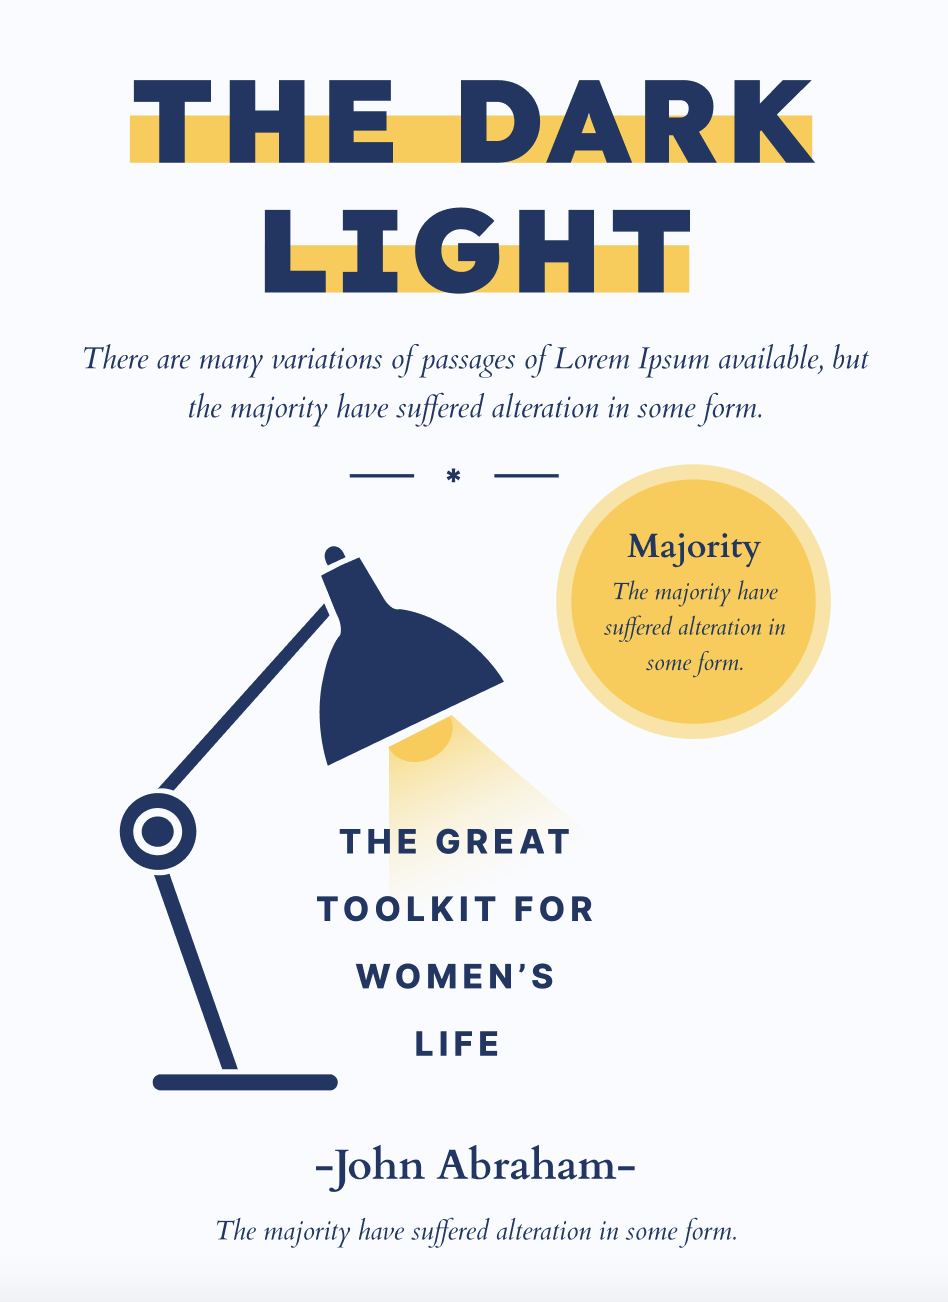 THE DARK
LIGHT
There are many variations of passages of Lorem Ipsum available, but
the majority have suffered alteration in some form.
*
Majority
The majority have
suffered alteration in
some form.
THE GREAT
TOOLKIT FOR
WOMEN’S
LIFE
-John Abraham-
The majority have suffered alteration in some form.